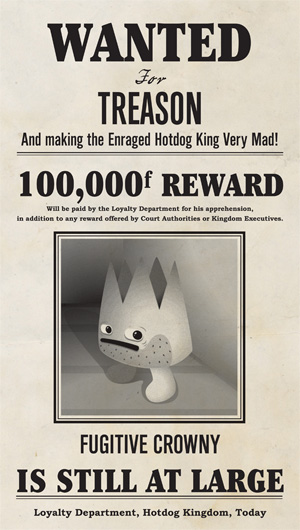 WANTED
For
TREASON
And making the Enraged Hotdog King Very Mad!
100,000f REWARD
Will be paid by the Loyalty Department for his apprehension,
in addition to any reward offered by Court Authorities or Kingdom Executives.
FUGITIVE CROWNY
IS STILL AT LARGE
Loyalty Department, Hotdog Kingdom, Today